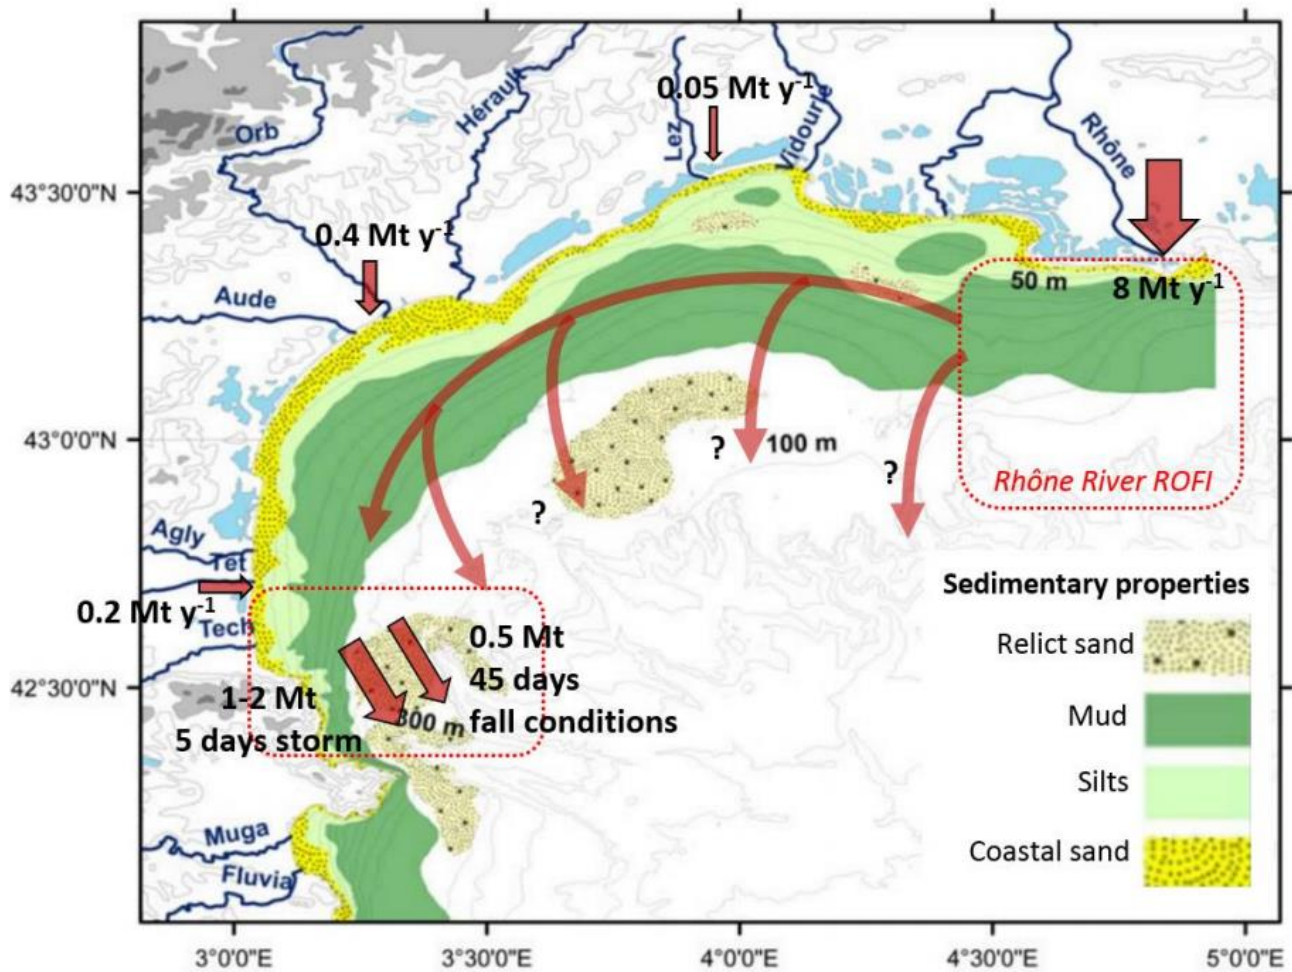 0.05 Mt y-1
Orb
Hérault
Lez
Vidourle
Rhône
43°30'0"N
0.4 Mt y-1
Aude
50 m
8 Mt y-1
43°0'0"N
?
100 m
?
?
Rhône River ROFI
Agly
Tet
0.2 Mt y-1
Tech
Sedimentary properties
Relict sand
Mud
Silts
Coastal sand
0.5 Mt
45 days
fall conditions
42°30'0"N
1-2 Mt
5 days storm
300 m
Muga
Fluvia
3°0'0"E
3°30'0"E
4°0'0"E
4°30'0"E
5°0'0"E